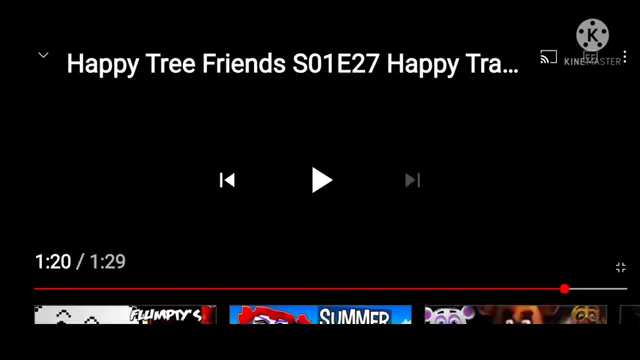 Happy Tree Friends S01E27 Happy Tra...
K
KINEMASTER
1:20 / 1:29
FLUMPTY'S
SUMMER